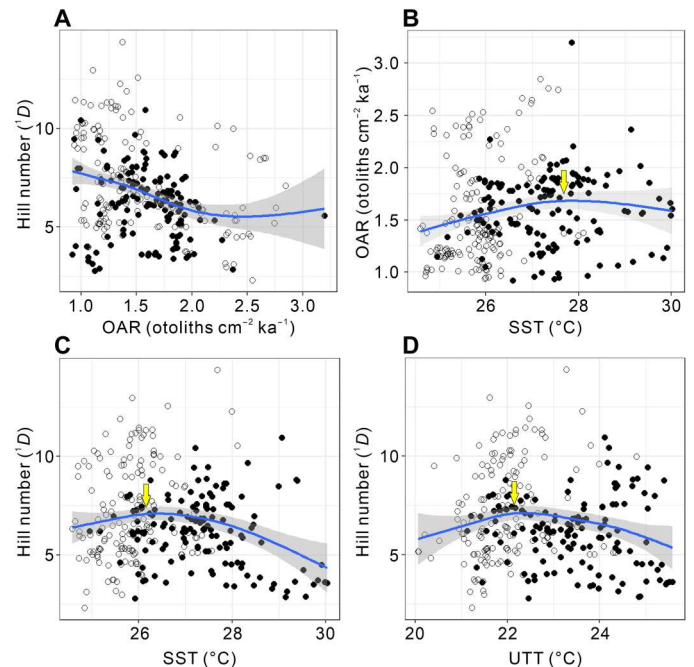 A
Hill number (¹D)
10
5
1.0 1.5 2.0 2.5 3.0
OAR (otoliths cm⁻² ka⁻¹)
B
OAR (otoliths cm⁻² ka⁻¹)
3.0
2.5
2.0
1.5
1.0
26 28 30
SST (°C)
C
Hill number (¹D)
10
5
26 28 30
SST (°C)
D
Hill number (¹D)
10
5
20 22 24
UTT (°C)